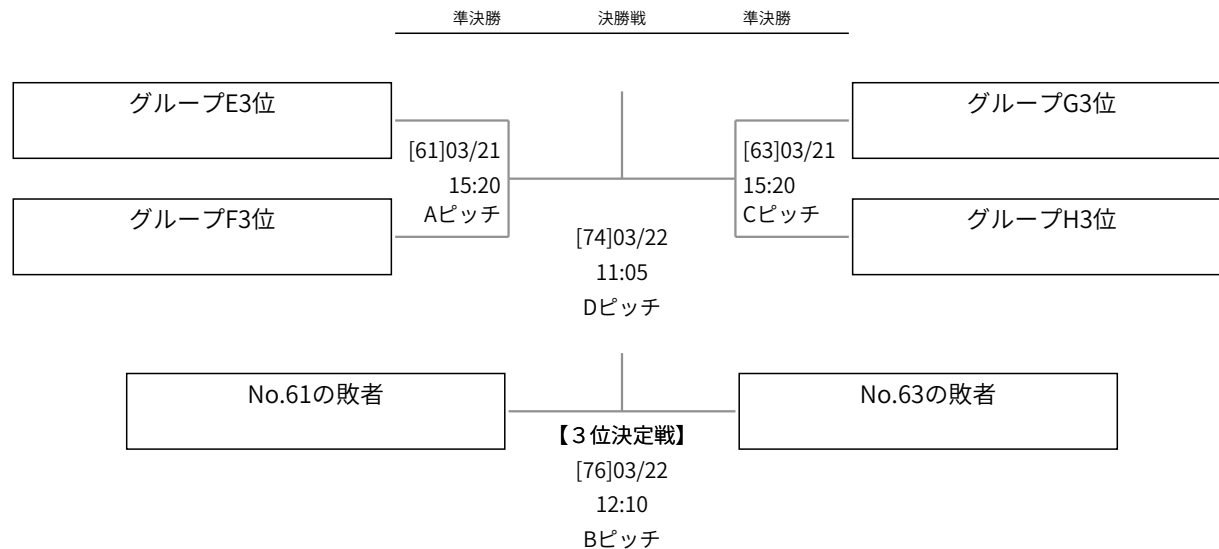 準決勝 決勝戦 準決勝
グループE3位
グループG3位
[61]03/21
15:20
Aピッチ
[63]03/21
15:20
Cピッチ
グループF3位
グループH3位
[74]03/22
11:05
Dピッチ
No.61の敗者
No.63の敗者
【３位決定戦】
[76]03/22
12:10
Bピッチ